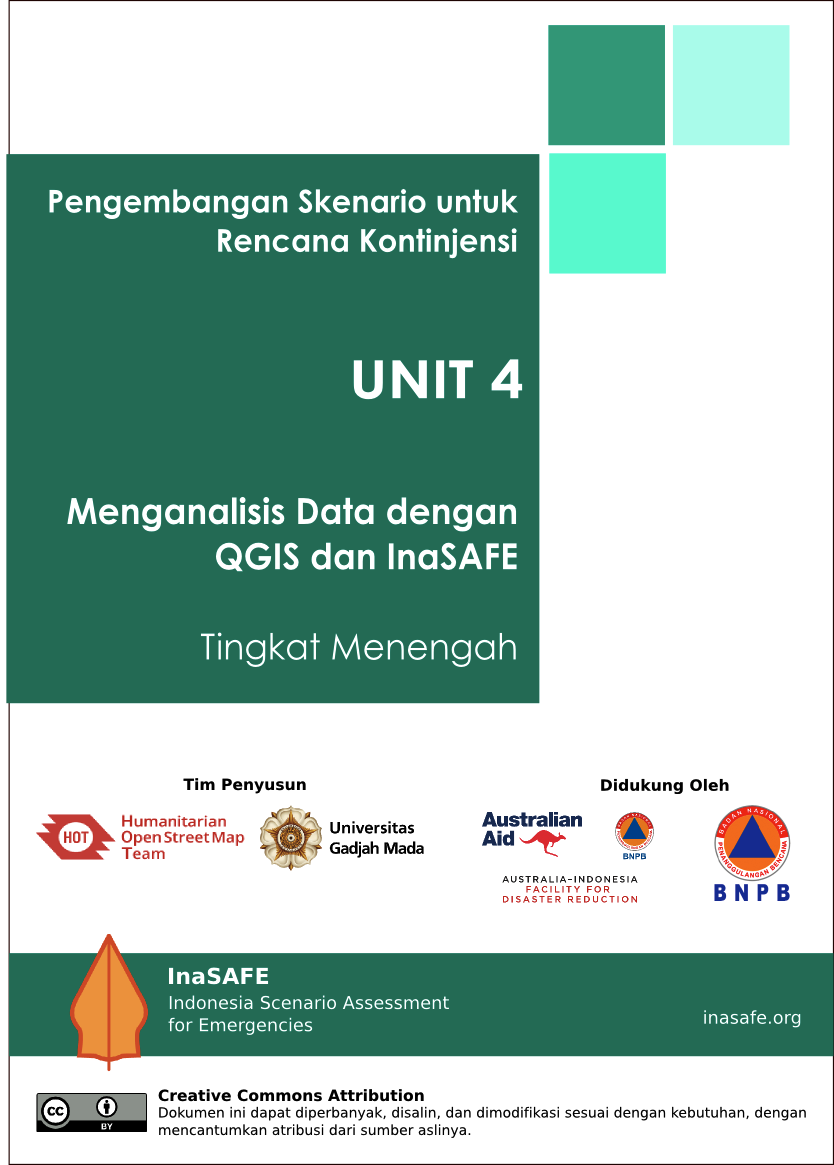 Pengembangan Skenario untuk
Rencana Kontinjensi
UNIT 4
Menganalisis Data dengan
QGIS dan InaSAFE
Tingkat Menengah
Tim Penyusun
HOT
Humanitarian
OpenStreetMap
Team
Universitas
Gadjah Mada
Didukung Oleh
Australian
Aid
BNPB
AUSTRALIA–INDONESIA
FACILITY FOR
DISASTER REDUCTION
BADAN NASIONAL
PENANGGULANGAN BENCANA
BNPB
InaSAFE
Indonesia Scenario Assessment
for Emergencies
inasafe.org
cc
BY
Creative Commons Attribution
Dokumen ini dapat diperbanyak, disalin, dan dimodifikasi sesuai dengan kebutuhan, dengan
mencantumkan atribusi dari sumber aslinya.